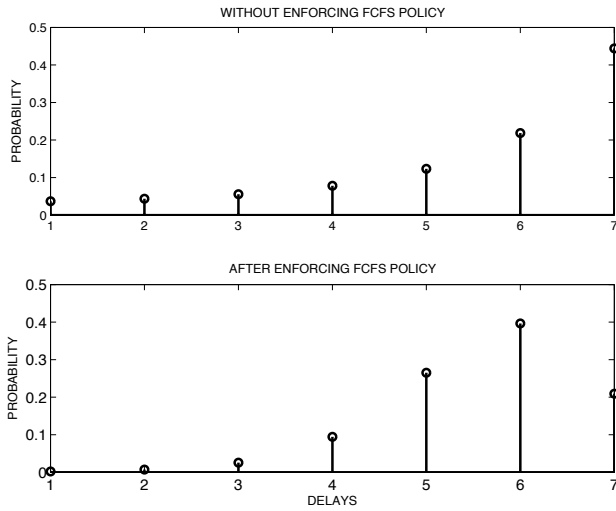 WITHOUT ENFORCING FCFS POLICY
0.5
0.4
0.3
0.2
0.1
0
PROBABILITY
1 2 3 4 5 6 7
AFTER ENFORCING FCFS POLICY
0.5
0.4
0.3
0.2
0.1
0
PROBABILITY
1 2 3 4 5 6 7
DELAYS